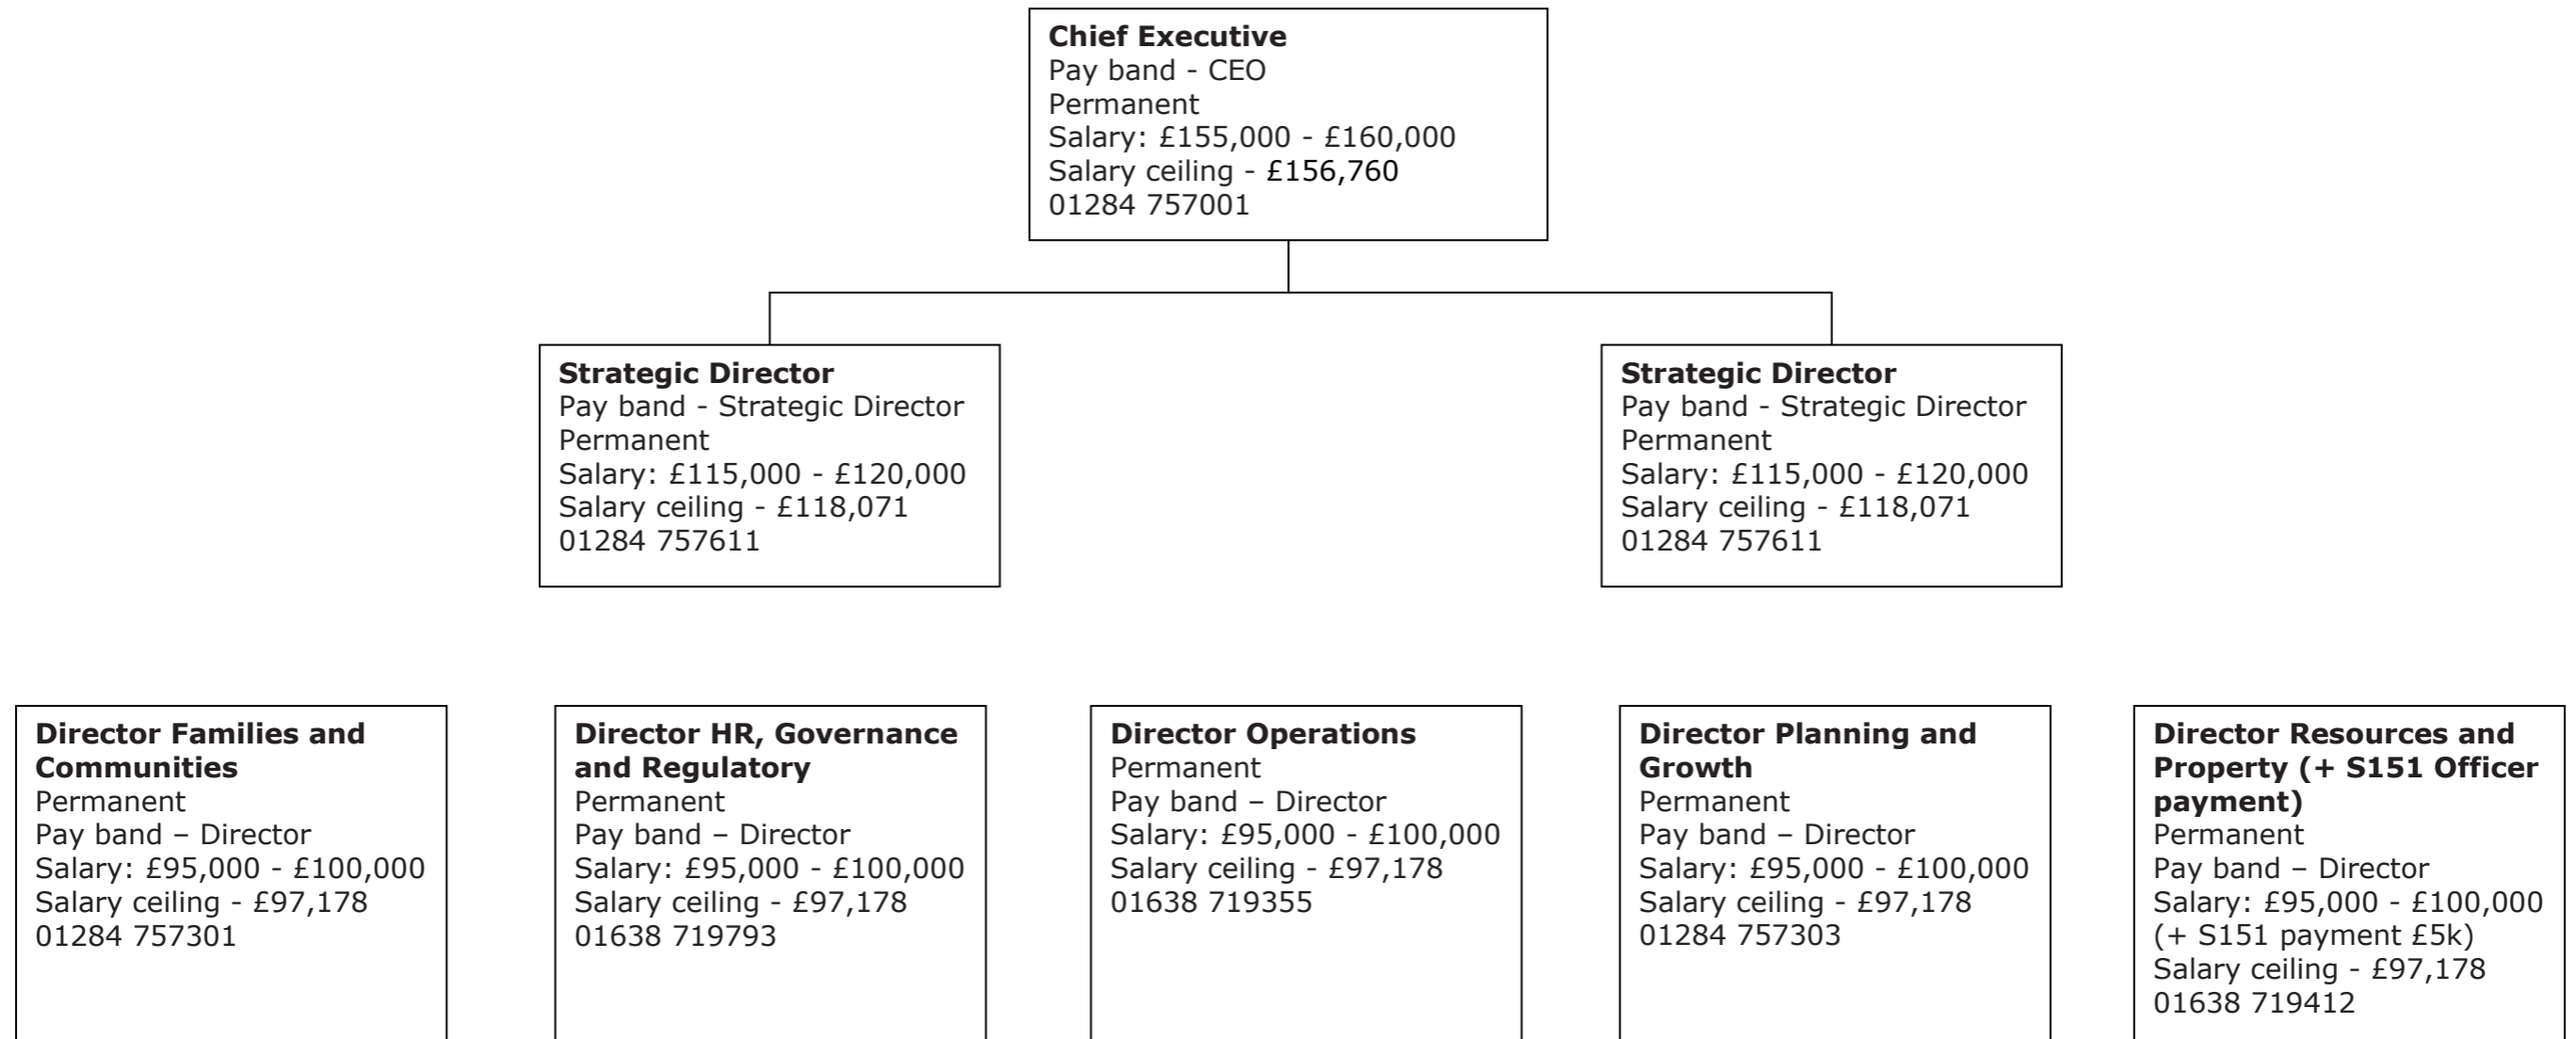 Chief Executive
Pay band - CEO
Permanent
Salary: £155,000 - £160,000
Salary ceiling - £156,760
01284 757001
Strategic Director
Pay band - Strategic Director
Permanent
Salary: £115,000 - £120,000
Salary ceiling - £118,071
01284 757611
Strategic Director
Pay band - Strategic Director
Permanent
Salary: £115,000 - £120,000
Salary ceiling - £118,071
01284 757611
Director Families and
Communities
Permanent
Pay band – Director
Salary: £95,000 - £100,000
Salary ceiling - £97,178
01284 757301
Director HR, Governance
and Regulatory
Permanent
Pay band – Director
Salary: £95,000 - £100,000
Salary ceiling - £97,178
01638 719793
Director Operations
Permanent
Pay band – Director
Salary: £95,000 - £100,000
Salary ceiling - £97,178
01638 719355
Director Planning and
Growth
Permanent
Pay band – Director
Salary: £95,000 - £100,000
Salary ceiling - £97,178
01284 757303
Director Resources and
Property (+ S151 Officer
payment)
Permanent
Pay band – Director
Salary: £95,000 - £100,000
(+ S151 payment £5k)
Salary ceiling - £97,178
01638 719412